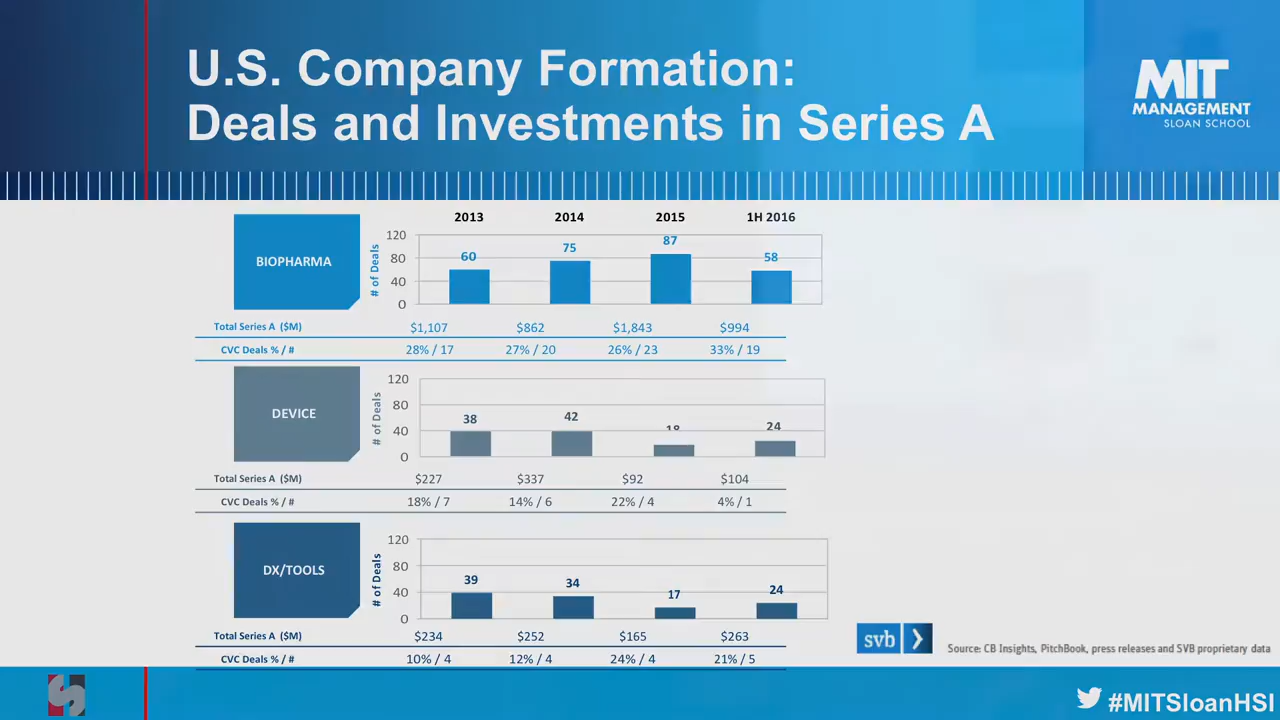 U.S. Company Formation:
Deals and Investments in Series A
MIT
MANAGEMENT
SLOAN SCHOOL
2013 2014 2015 1H 2016
BIOPHARMA
# of Deals
120
80
40
0
60 75 87 58
Total Series A ($M) $1,107 $862 $1,843 $994
CVC Deals % / # 28% / 17 27% / 20 26% / 23 33% / 19
DEVICE
# of Deals
120
80
40
0
38 42 18 24
Total Series A ($M) $227 $337 $92 $104
CVC Deals % / # 18% / 7 14% / 6 22% / 4 4% / 1
DX/TOOLS
# of Deals
120
80
40
0
39 34 17 24
Total Series A ($M) $234 $252 $165 $263
CVC Deals % / # 10% / 4 12% / 4 24% / 4 21% / 5
svb
Source: CB Insights, PitchBook, press releases and SVB proprietary data
#MITSloanHSI